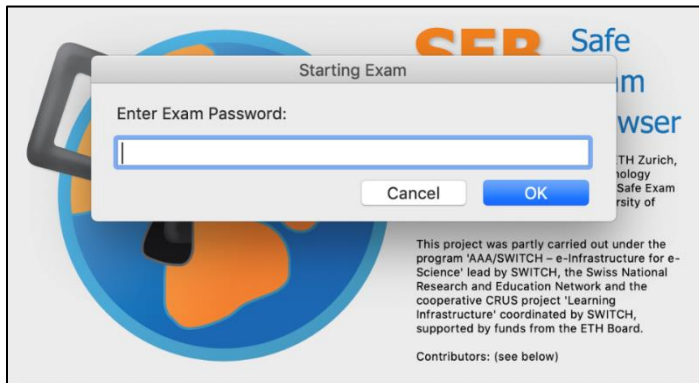 SEB Safe
Starting Exam
m
Enter Exam Password:
wser
TH Zurich,
nology
Safe Exam
rsity of
Cancel OK
This project was partly carried out under the
program 'AAA/SWITCH – e-Infrastructure for e-
Science' lead by SWITCH, the Swiss National
Research and Education Network and the
cooperative CRUS project 'Learning
Infrastructure' coordinated by SWITCH,
supported by funds from the ETH Board.
Contributors: (see below)